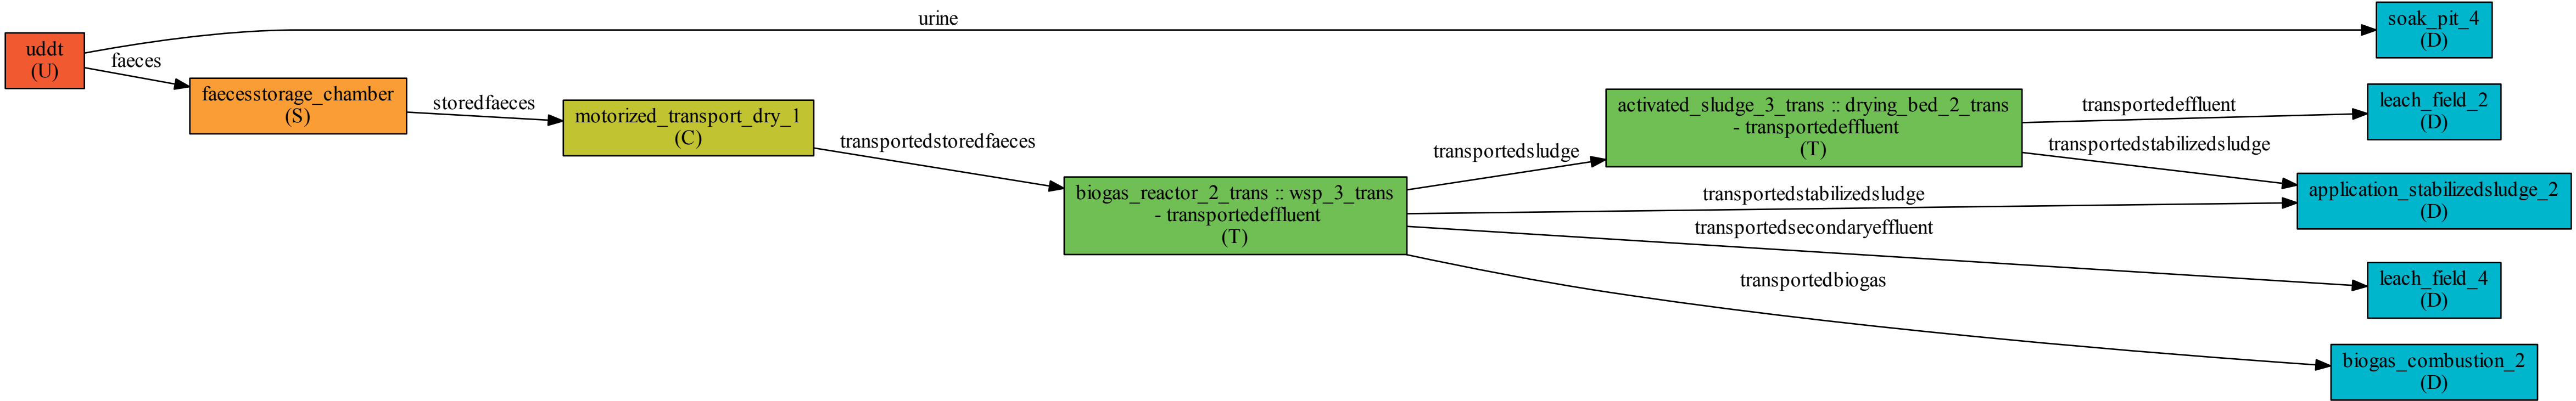 urine
soak_pit_4
(D)
uddt
(U)
faeces
faecesstorage_chamber
(S)
storedfaeces
motorized_transport_dry_1
(C)
transportedstoredfaeces
biogas_reactor_2_trans :: wsp_3_trans
- transportedeffluent
(T)
transportedsludge
activated_sludge_3_trans :: drying_bed_2_trans
- transportedeffluent
(T)
transportedeffluent
leach_field_2
(D)
transportedstabilizedsludge
transportedstabilizedsludge
application_stabilizedsludge_2
(D)
transportedsecondaryeffluent
leach_field_4
(D)
transportedbiogas
biogas_combustion_2
(D)